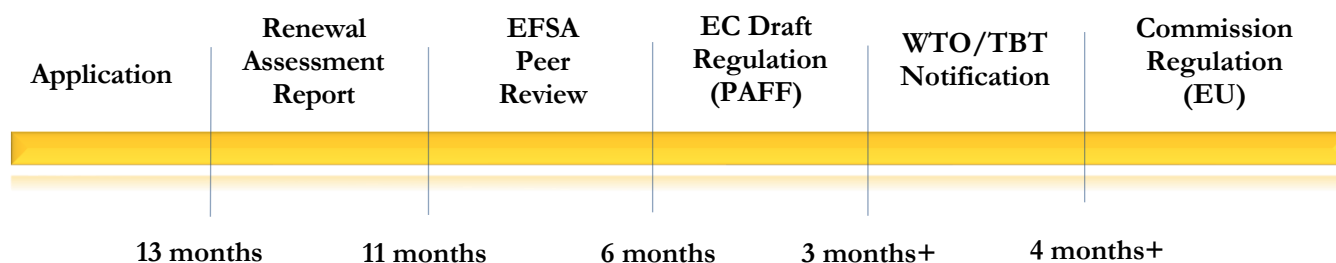 Application
Renewal
Assessment
Report
EFSA
Peer
Review
EC Draft
Regulation
(PAFF)
WTO/TBT
Notification
Commission
Regulation
(EU)
13 months
11 months
6 months
3 months+
4 months+